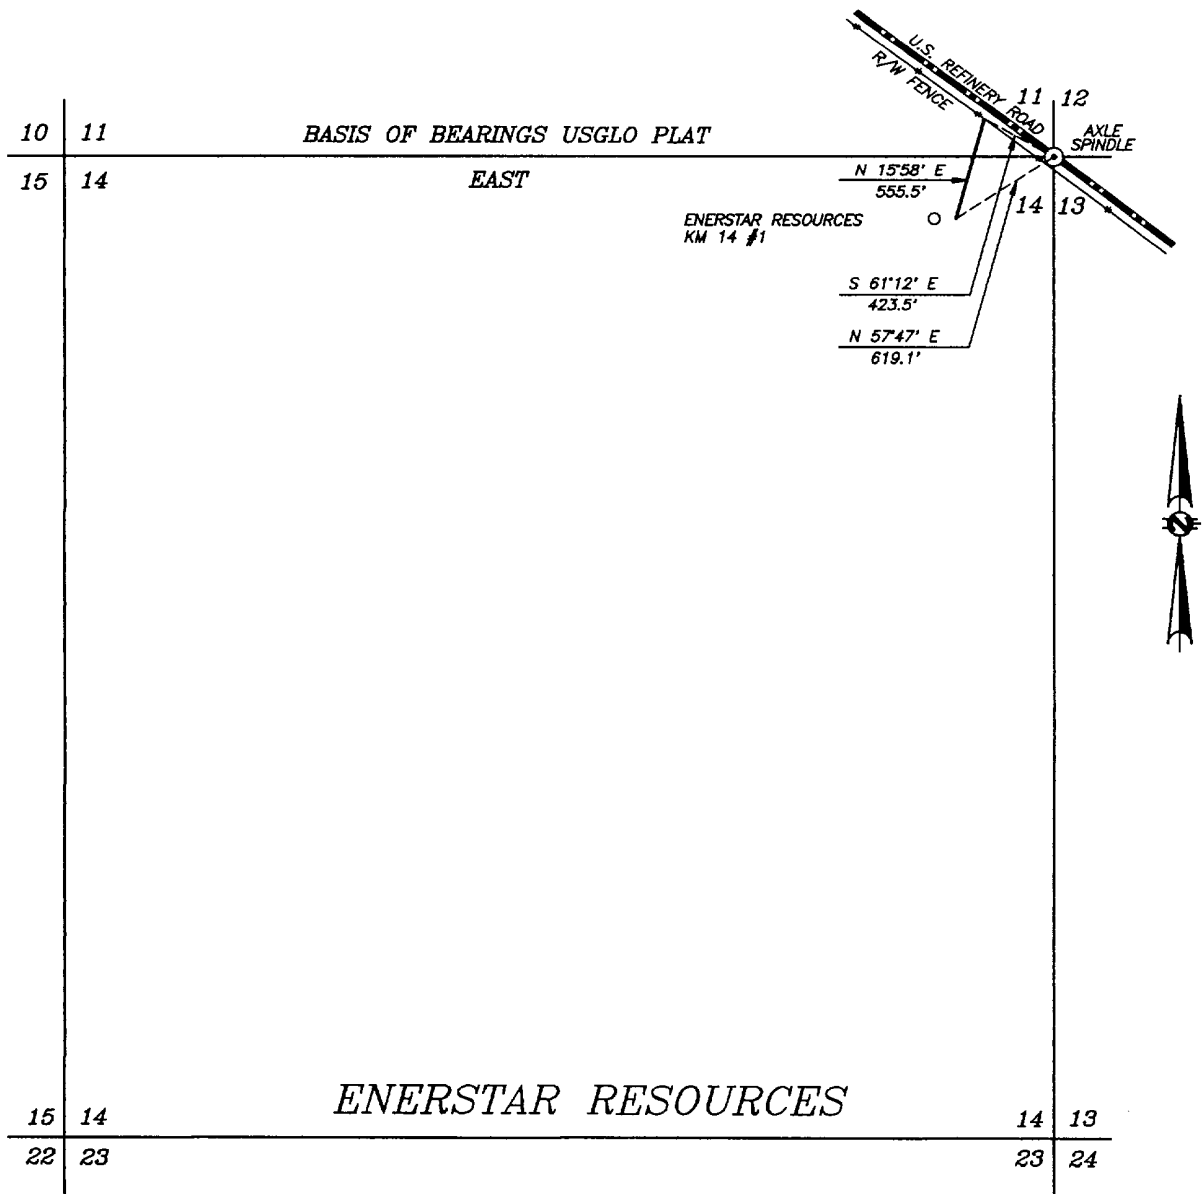 U.S. REFINERY ROAD
R/W FENCE
11 12
10 11
BASIS OF BEARINGS USGLO PLAT
AXLE
SPINDLE
15 14
EAST
N 15°58' E
555.5'
14 13
ENERSTAR RESOURCES
KM 14 #1
S 61°12' E
423.5'
N 57°47' E
619.1'
N
ENERSTAR RESOURCES
15 14
14 13
22 23
23 24